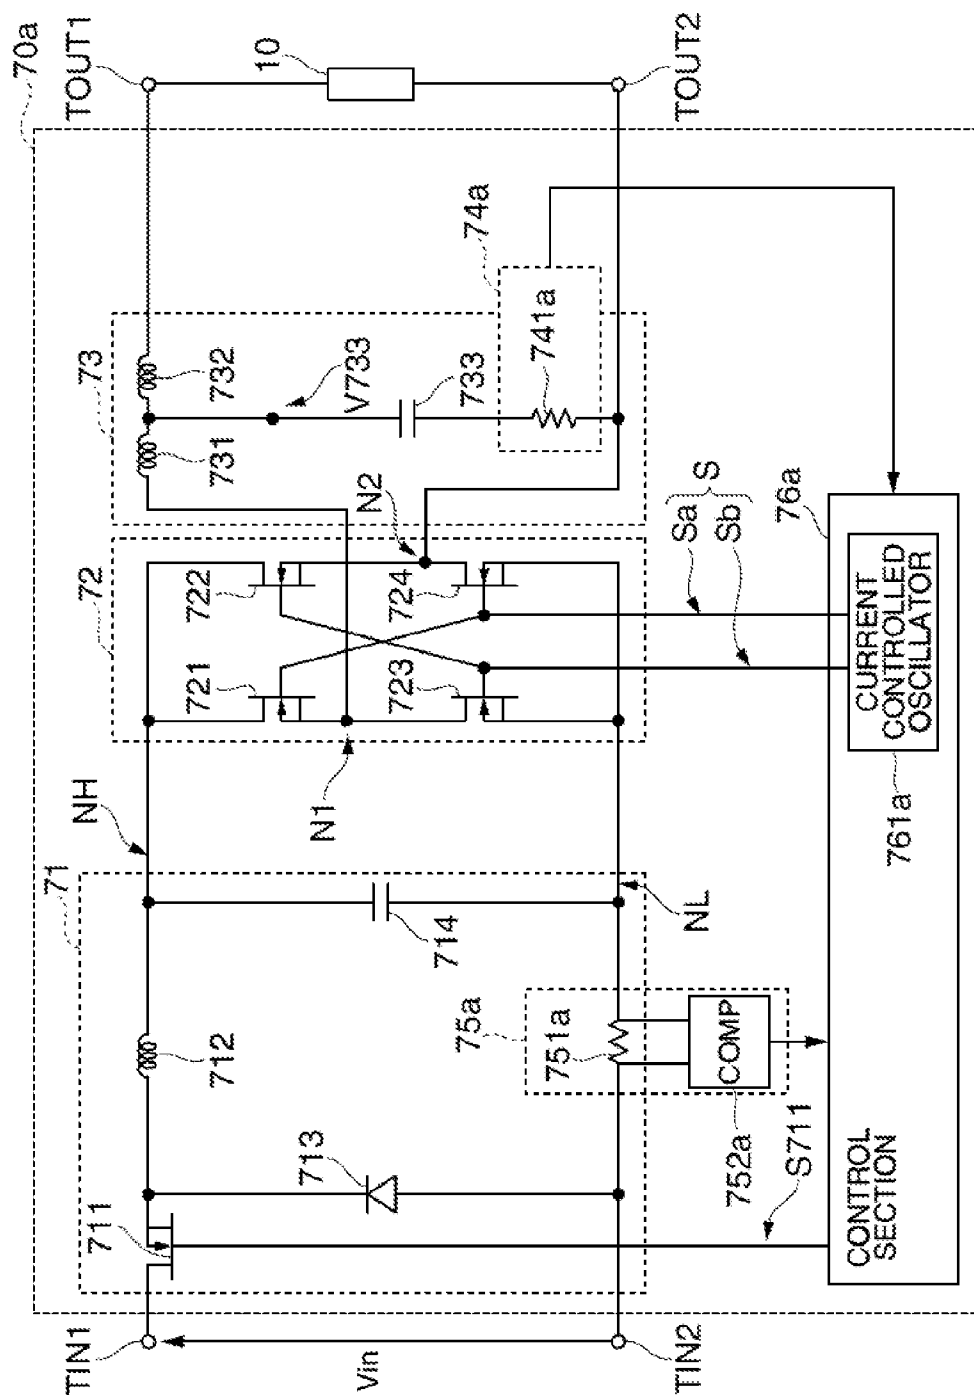 70a
TIN1
711
71
NH
72
73
TOUT1
712
721
722
731
732
10
Vin
713
714
N1
N2
V733
723
724
733
741a
74a
TIN2
751a
75a
NL
TOUT2
COMP
752a
S711
Sa
Sb
S
76a
CONTROL
SECTION
CURRENT
CONTROLLED
OSCILLATOR
761a